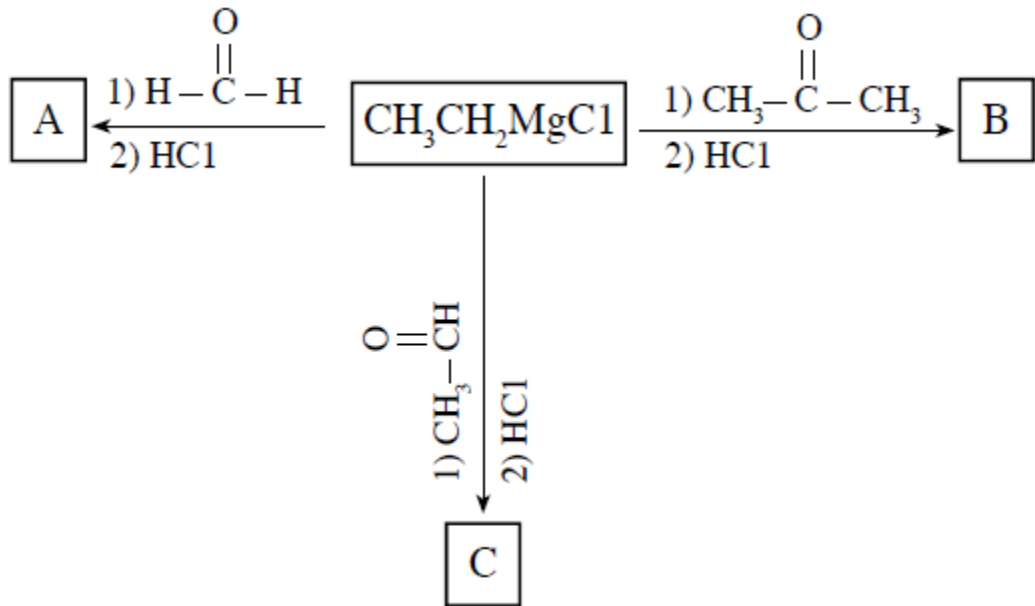 O
1) H – C – H
A
2) HCl
CH₃CH₂MgCl
O
1) CH₃– C – CH₃
2) HCl
B
O
1) CH₃–CH
2) HCl
C